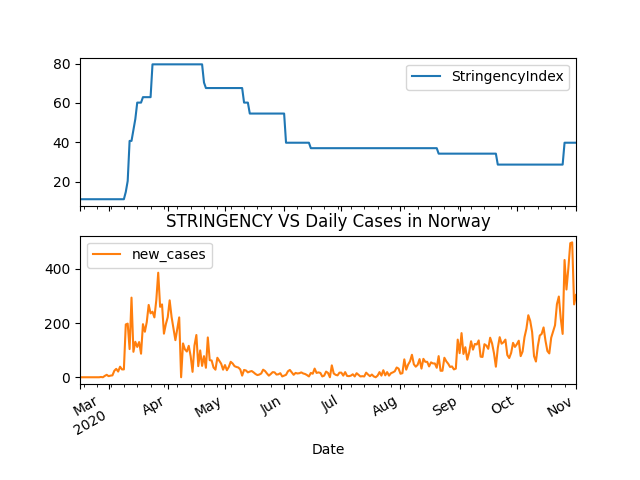 80
60
40
20
StringencyIndex
STRINGENCY VS Daily Cases in Norway
400
200
0
new_cases
Mar
2020
Apr
May
Jun
Jul
Aug
Sep
Oct
Nov
Date